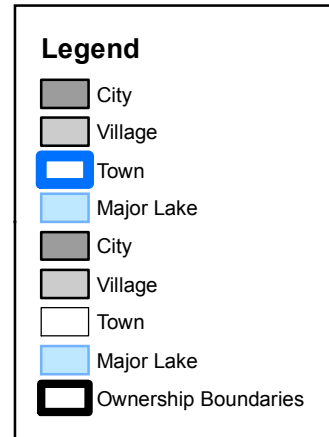 Legend
City
Village
Town
Major Lake
City
Village
Town
Major Lake
Ownership Boundaries